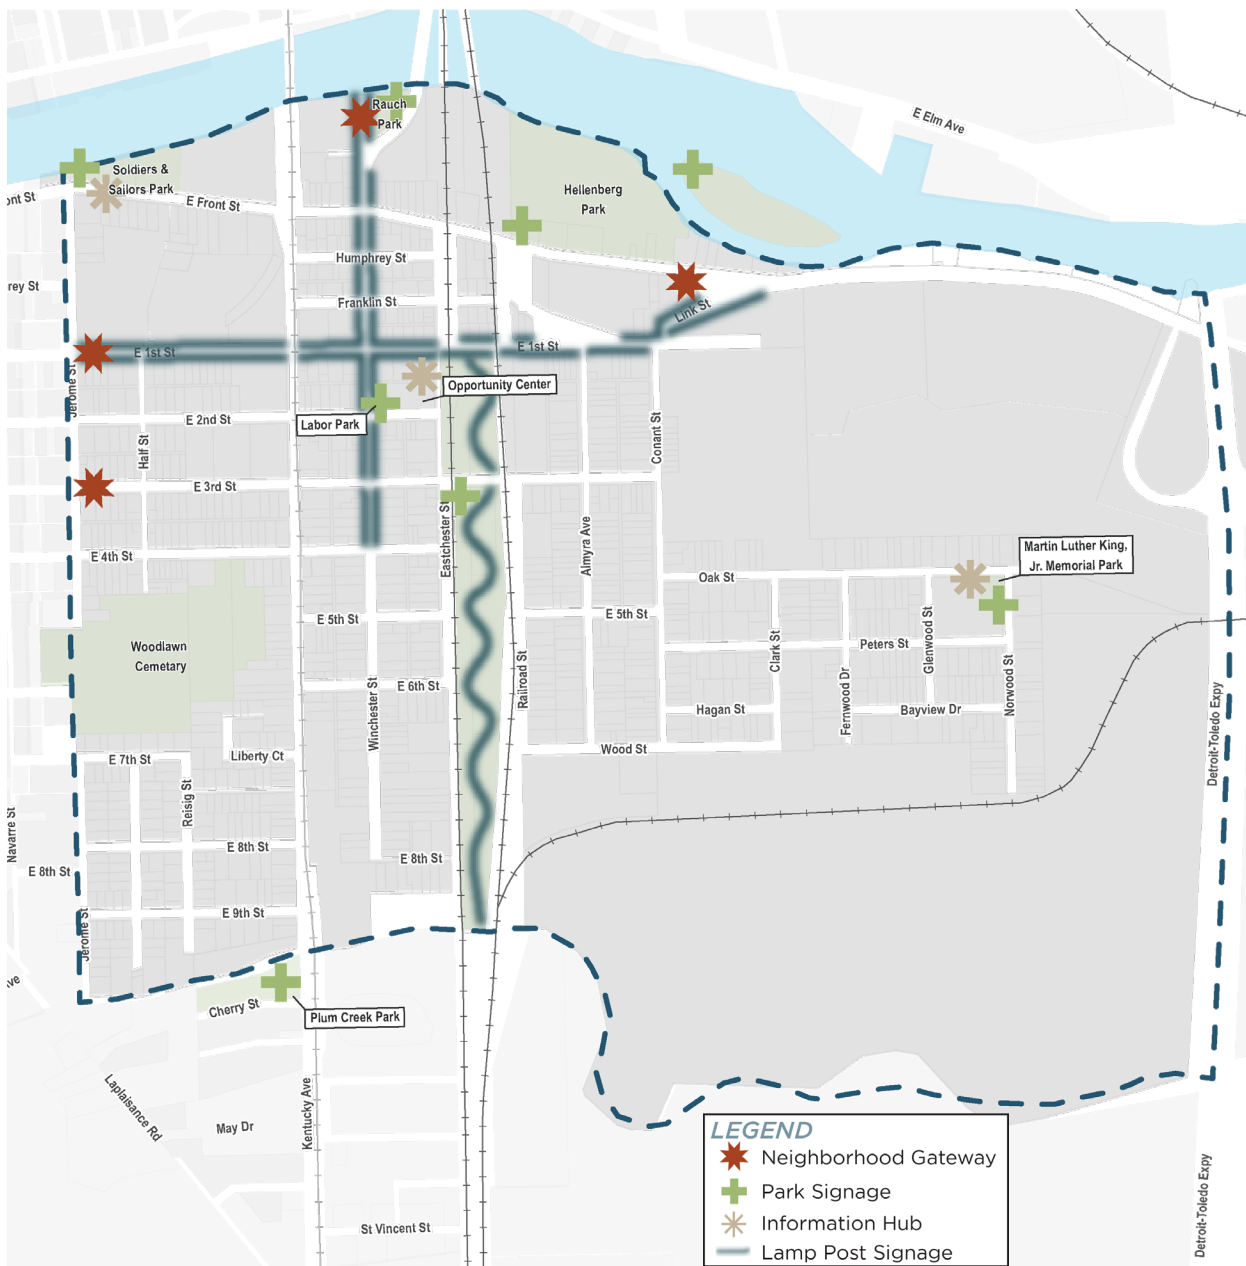 E Elm Ave
Rauch
Park
Soldiers &
Sailors Park
ont St
E Front St
Hellenberg
Park
Humphrey St
rey St
Franklin St
Link St
E 1st St
E 1st St
Jerome St
Opportunity Center
Labor Park
E 2nd St
Half St
Conant St
E 3rd St
Eastchester St
Almyra Ave
E 4th St
Martin Luther King,
Jr. Memorial Park
Oak St
E 5th St
E 5th St
Woodlawn
Cemetary
Clark St
Peters St
Glenwood St
Railroad St
E 6th St
Winchester St
Fernwood Dr
Norwood St
Hagan St
Bayview Dr
Detroit-Toledo Expy
Wood St
E 7th St
Liberty Ct
Reisig St
Navarre St
E 8th St
E 8th St
E 8th St
E 9th St
Jerome St
ve
Cherry St
Plum Creek Park
Laplaisance Rd
Kentucky Ave
May Dr
St Vincent St
Detroit-Toledo Expy
LEGEND
Neighborhood Gateway
Park Signage
Information Hub
Lamp Post Signage